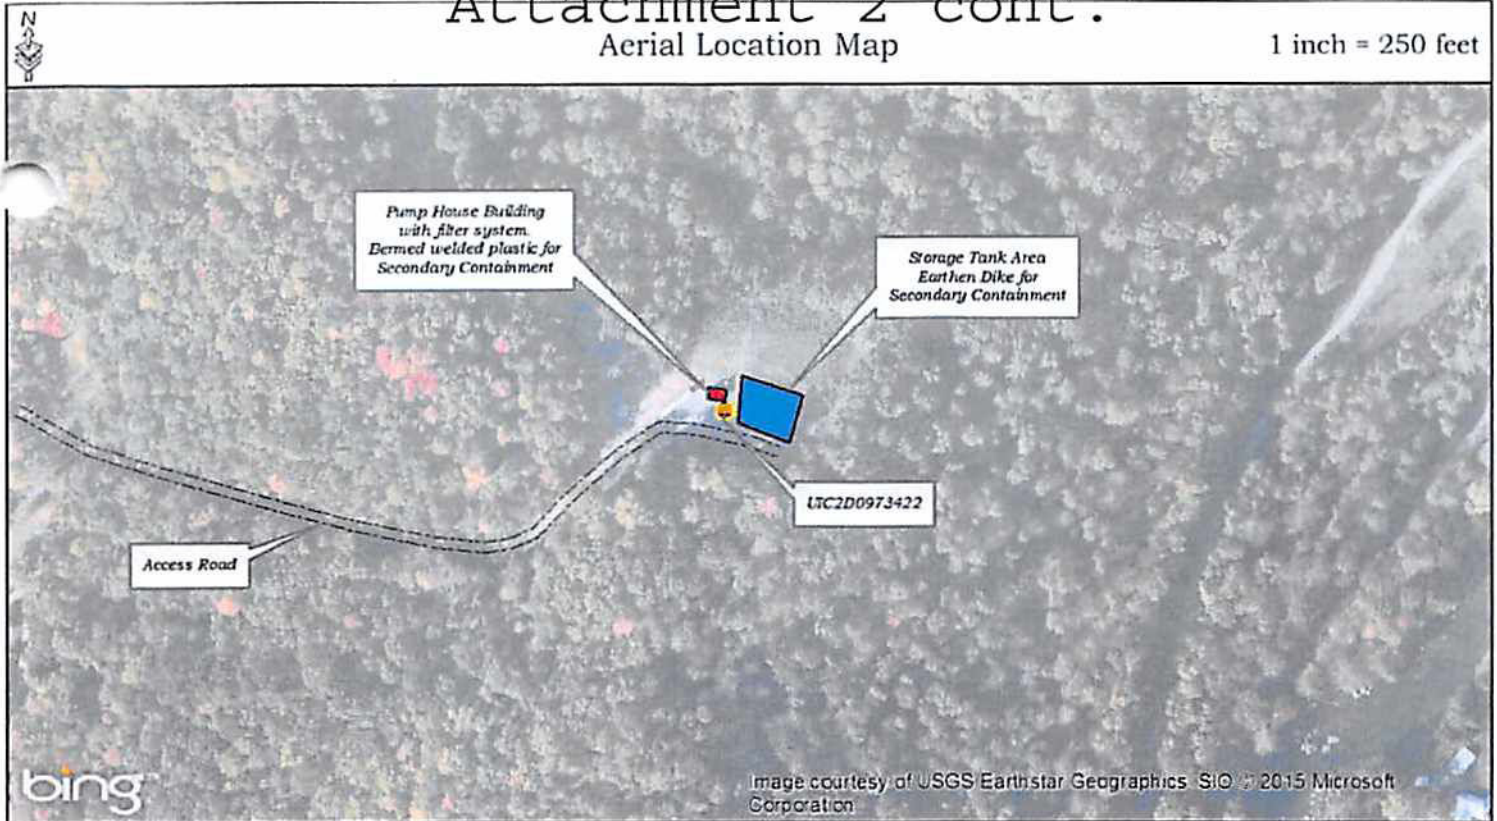 Attachment 2 cont.
N
Aerial Location Map
1 inch = 250 feet
Pump House Building
with filter system.
Bermed welded plastic for
Secondary Containment
Storage Tank Area
Earthen Dike for
Secondary Containment
UIC2D0973422
Access Road
bing
Image courtesy of USGS Earthstar Geographics SIO © 2015 Microsoft
Corporation